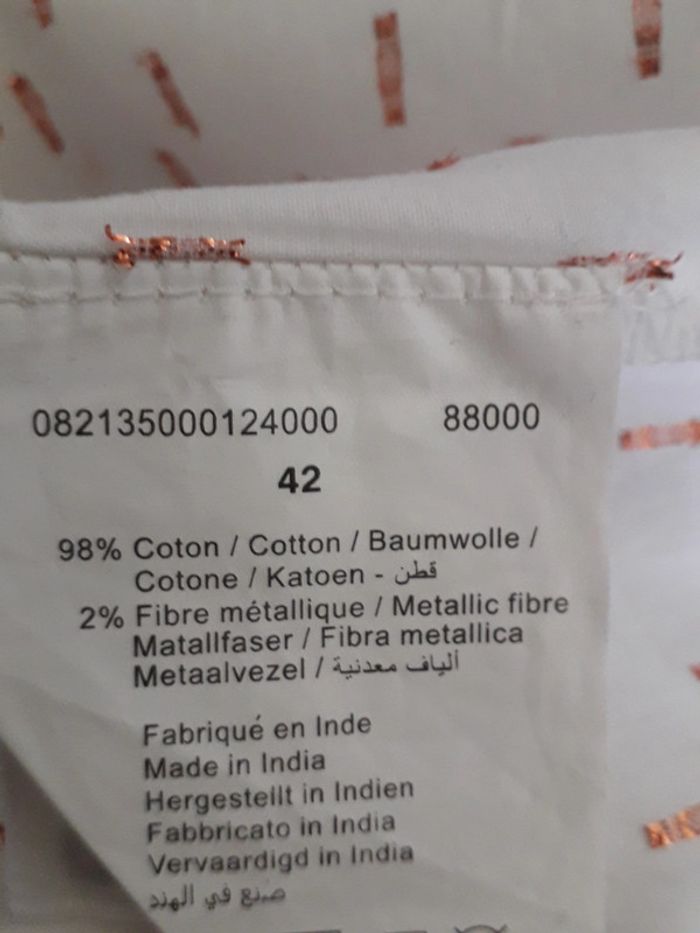 082135000124000 88000
42
98% Coton / Cotton / Baumwolle /
Cotone / Katoen - قطن
2% Fibre métallique / Metallic fibre
Matallfaser / Fibra metallica
Metaalvezel / ألياف معدنية
Fabriqué en Inde
Made in India
Hergestellt in Indien
Fabbricato in India
Vervaardigd in India
صنع في الهند